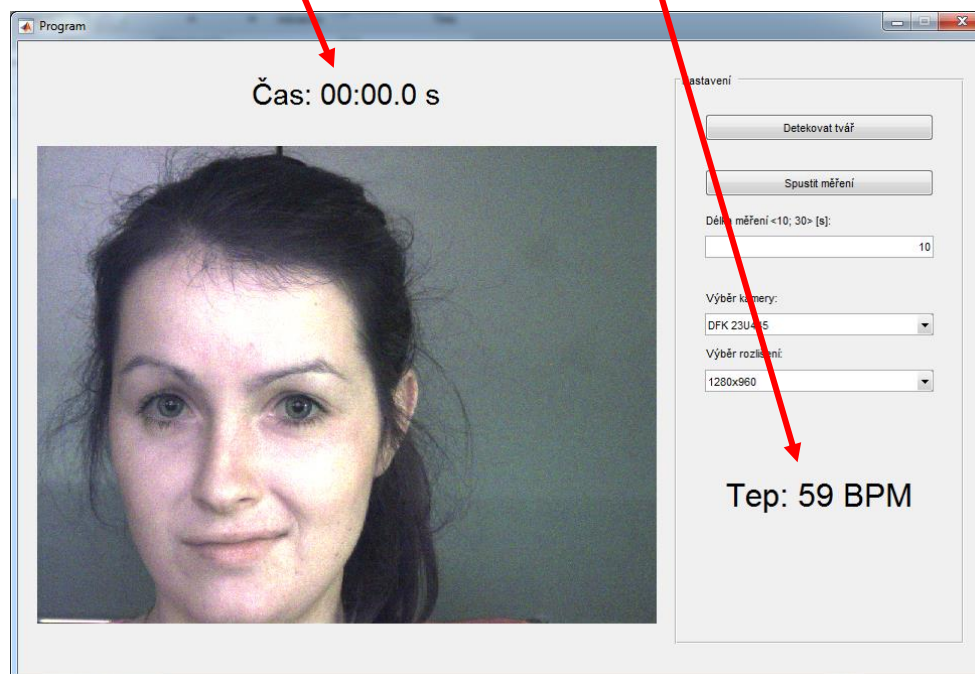 Program
Čas: 00:00.0 s
Nastavení
Detekovat tvář
Spustit měření
Délka měření <10; 30> [s]:
10
Výběr kamery:
DFK 23U445
Výběr rozlišení:
1280x960
Tep: 59 BPM